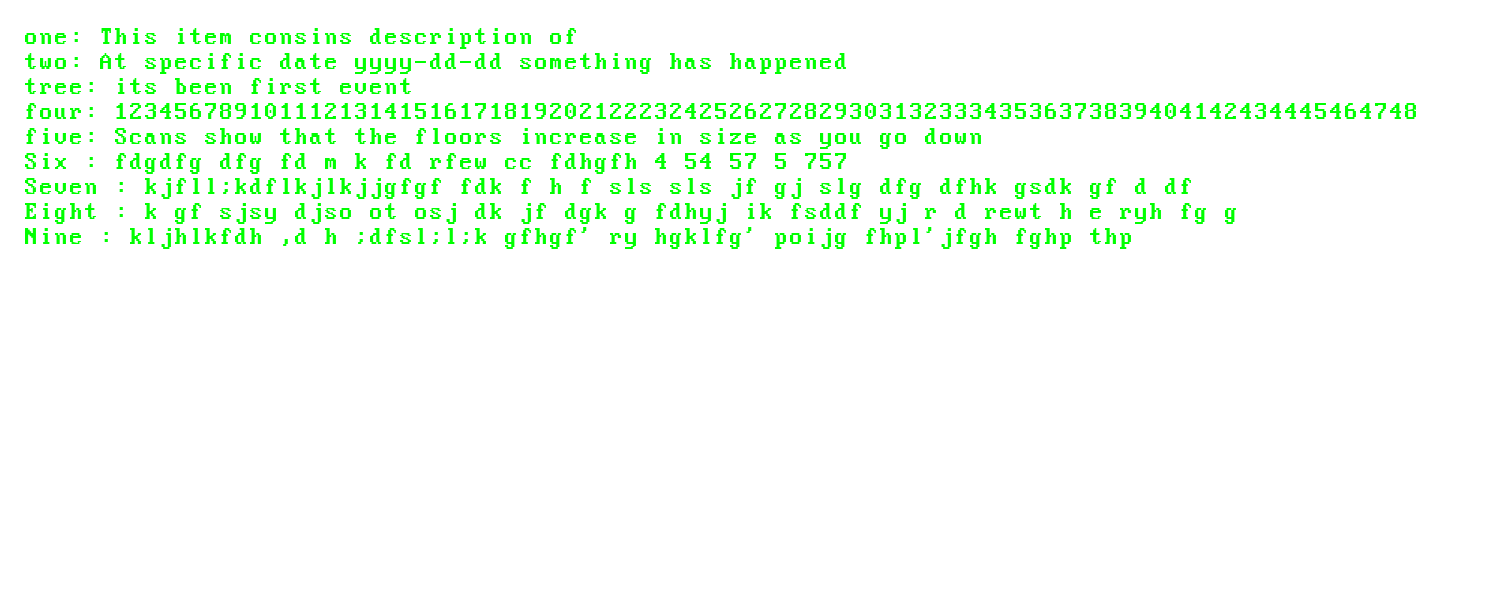 one: This item consins description of
two: At specific date yyyy-dd-dd something has happened
tree: its been first event
four: 123456789101112131415161718192021222324252627282930313233343536373839404142434445464748
five: Scans show that the floors increase in size as you go down
Six : fdgdfg dfg fd m k fd rfew cc fdhgfh 4 54 57 5 757
Seven : kjfll;kdflkjlkjjgfgf fdk f h f sls sls jf gj slg dfg dfhk gsdk gf d df
Eight : k gf sjsy djso ot osj dk jf dgk g fdhyj ik fsddf yj r d rewt h e ryh fg g
Nine : kljhlkfdh ,d h ;dfsl;l;k gfhgf' ry hgklfg' poijg fhpl'jfgh fghp thp